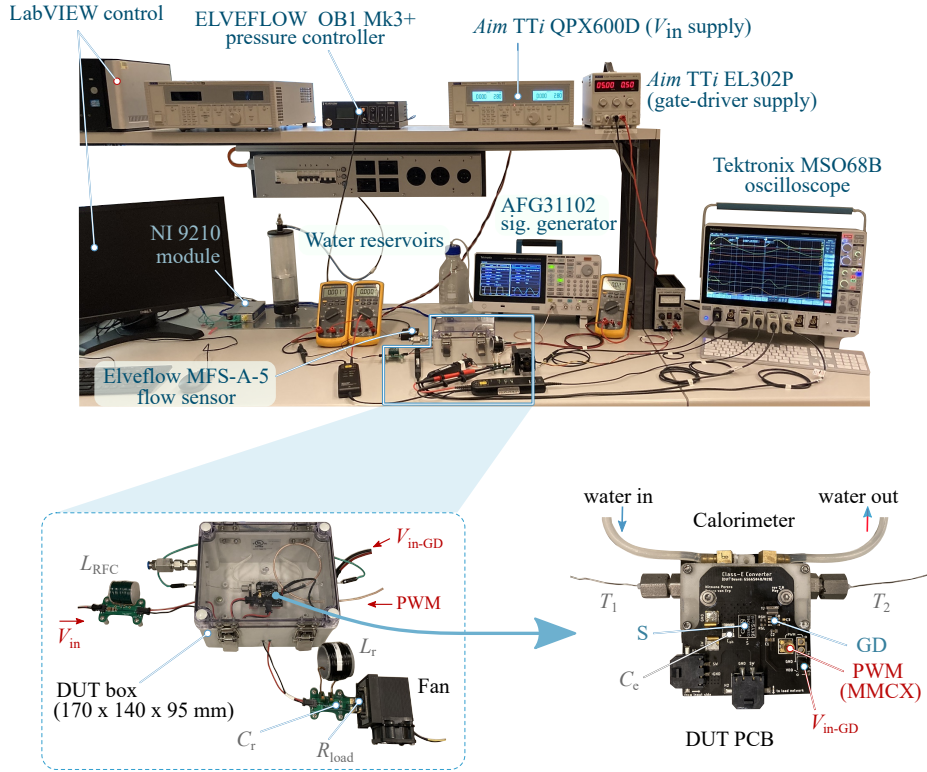 LabVIEW control
ELVEFLOW OB1 Mk3+
pressure controller
Aim TTi QPX600D (Vin supply)
Aim TTi EL302P
(gate-driver supply)
Tektronix MSO68B
oscilloscope
AFG31102
sig. generator
NI 9210
module
Water reservoirs
Elveflow MFS-A-5
flow sensor
water in
water out
Calorimeter
Vin-GD
LRFC
PWM
T1
T2
Vin
S
GD
Lr
Ce
PWM
(MMCX)
DUT box
(170 x 140 x 95 mm)
Fan
Cr
Rload
Vin-GD
DUT PCB
Class-E Converter